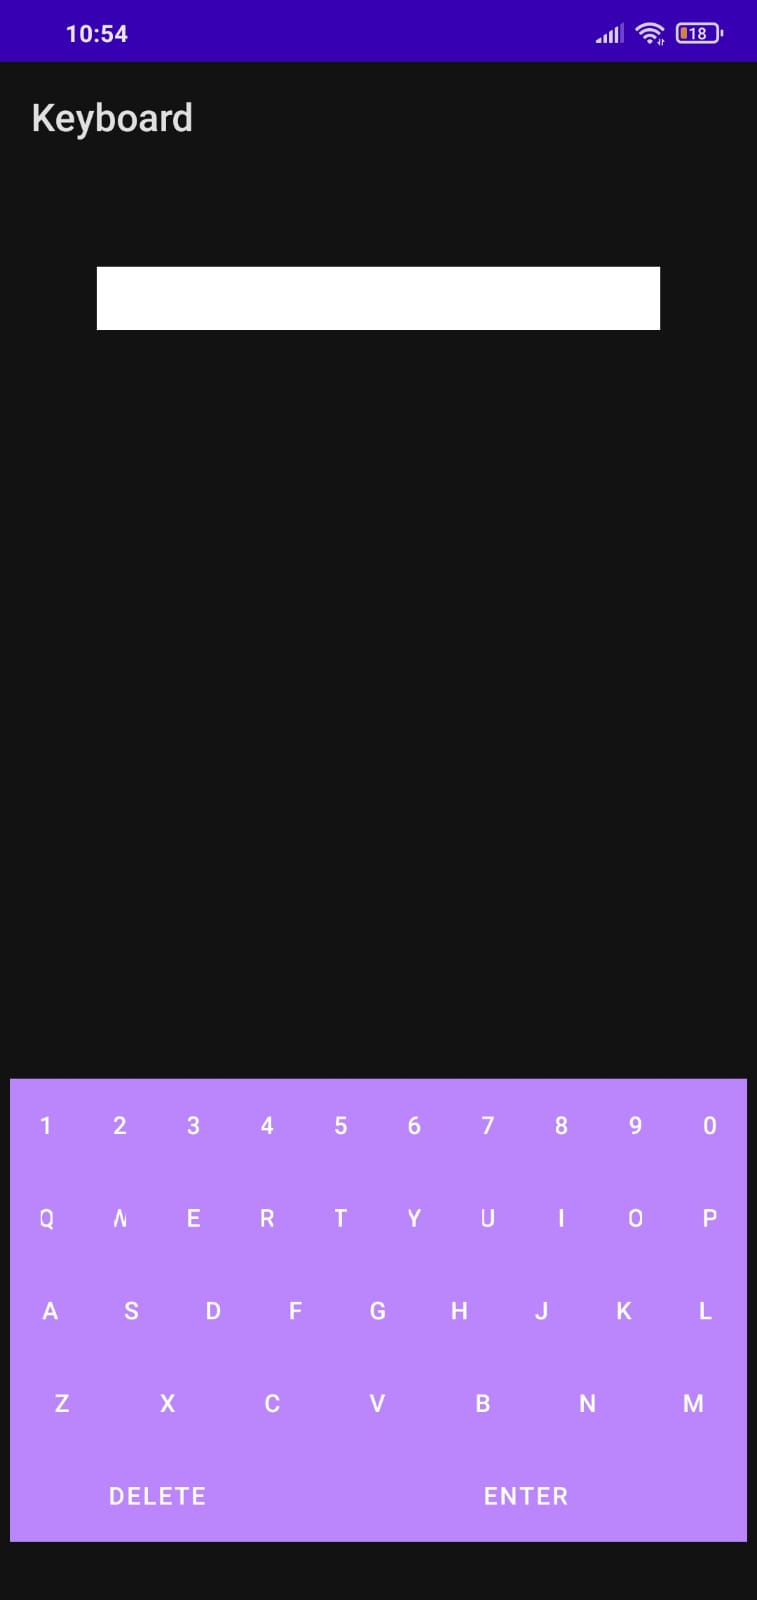 10:54 18
Keyboard
1 2 3 4 5 6 7 8 9 0
Q W E R T Y U I O P
A S D F G H J K L
Z X C V B N M
DELETE ENTER